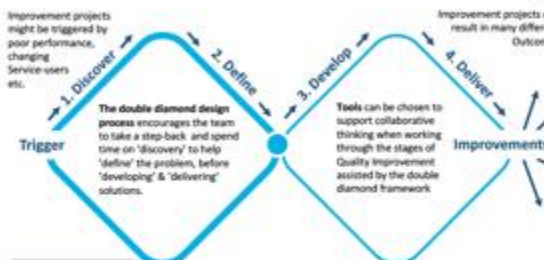 Improvement projects
might be triggered by
poor performance,
changing
Service-users
etc.
1. Discover
2. Define
3. Develop
4. Deliver
Improvement projects
result in many
Trigger
The double diamond design
process encourages the team
to take a step-back and spend
time on 'discovery' to help
'define' the problem, before
'developing' & 'delivering'
solutions.
Tools can be chosen to
support collaborative
thinking when working
through the stages of
Quality Improvement
assisted by the double
diamond framework
Improvements